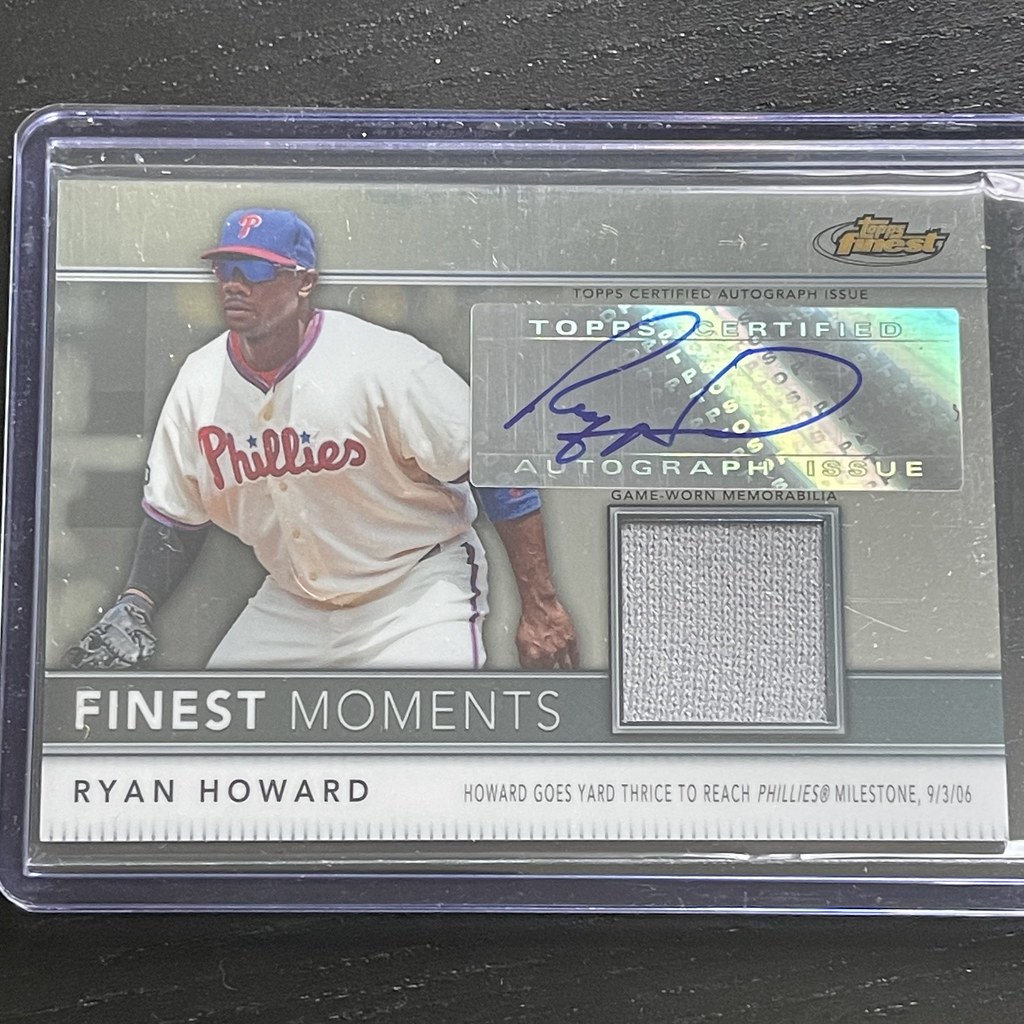 P
topps
finest
TOPPS CERTIFIED AUTOGRAPH ISSUE
TOPPS CERTIFIED
AUTOGRAPH ISSUE
Phillies
GAME-WORN MEMORABILIA
FINEST MOMENTS
RYAN HOWARD
HOWARD GOES YARD THRICE TO REACH PHILLIES® MILESTONE, 9/3/06